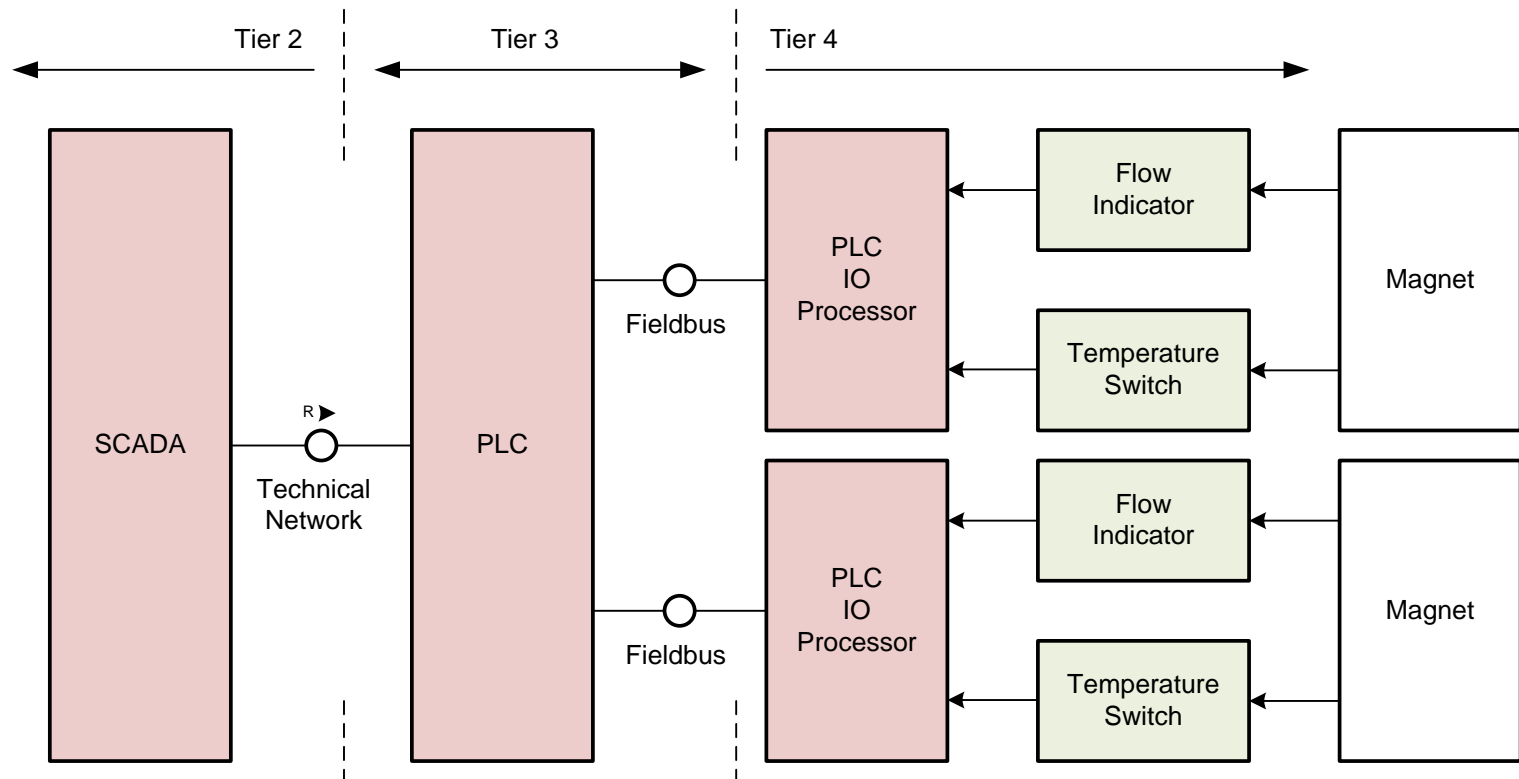 Tier 2
Tier 3
Tier 4
SCADA
R
Technical
Network
PLC
Fieldbus
Fieldbus
PLC
IO
Processor
Flow
Indicator
Temperature
Switch
Magnet
PLC
IO
Processor
Flow
Indicator
Temperature
Switch
Magnet